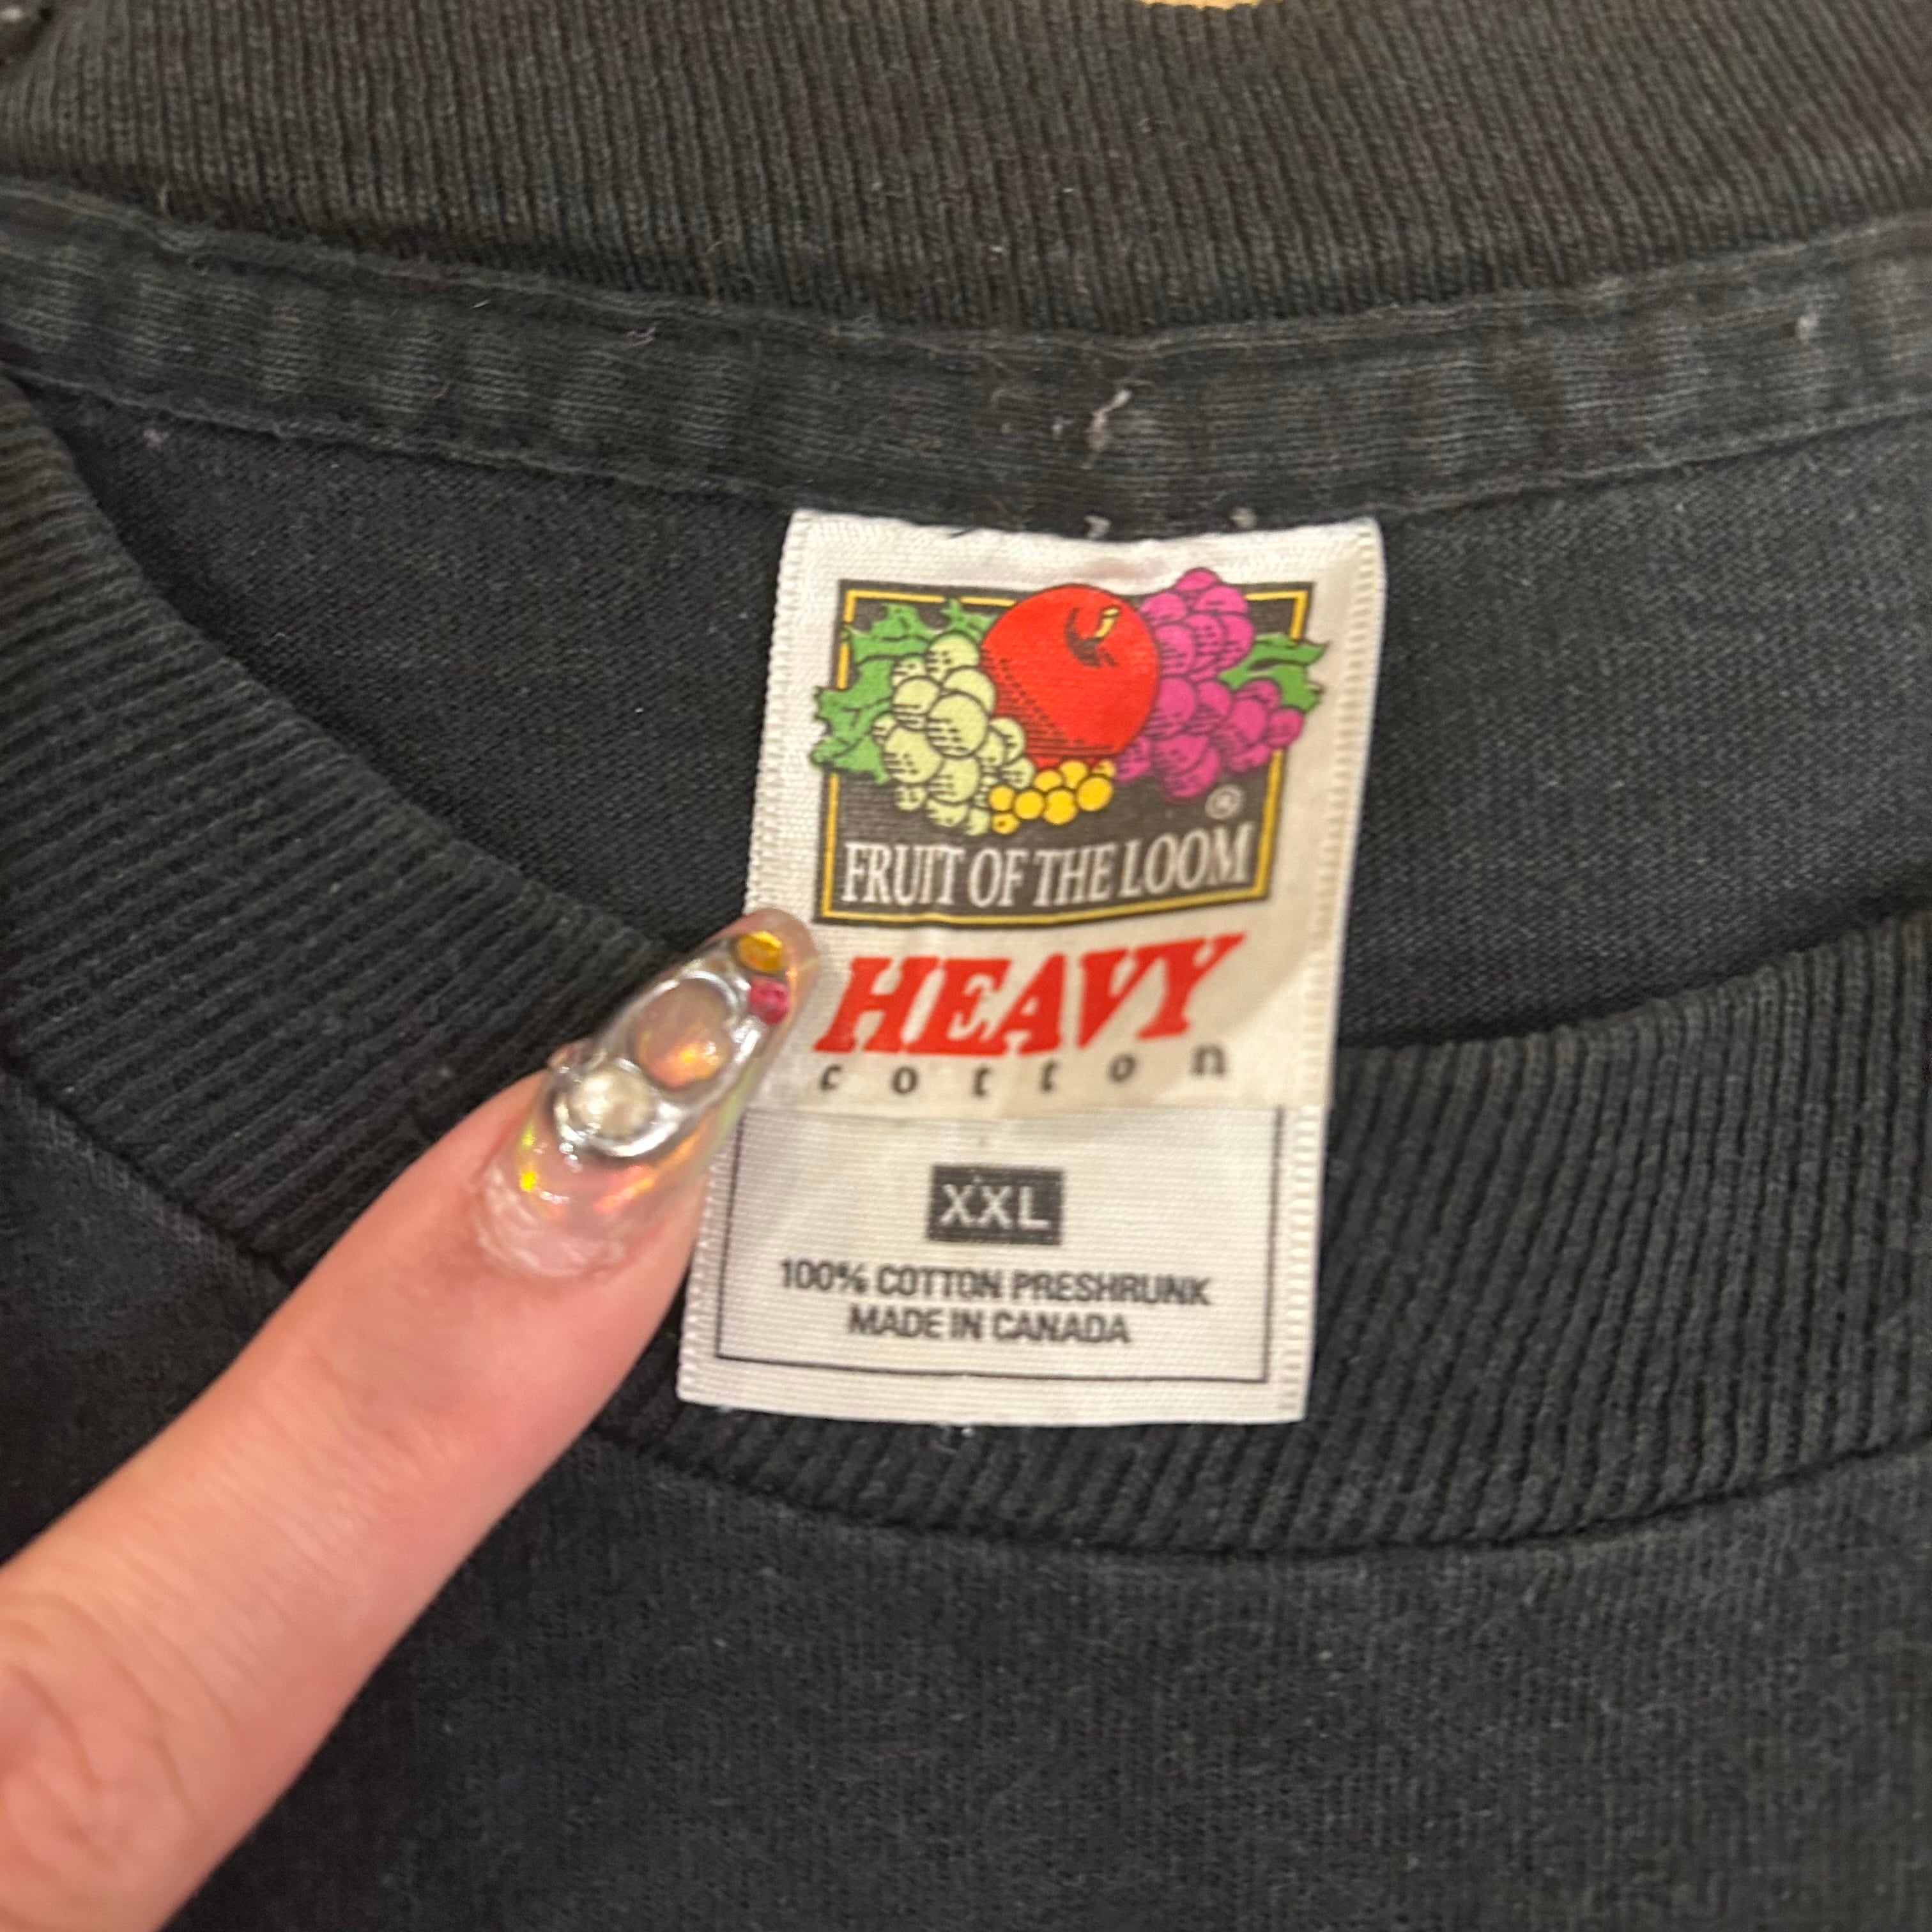 ®
FRUIT OF THE LOOM
HEAVY
cotton
XXL
100% COTTON PRESHRUNK
MADE IN CANADA